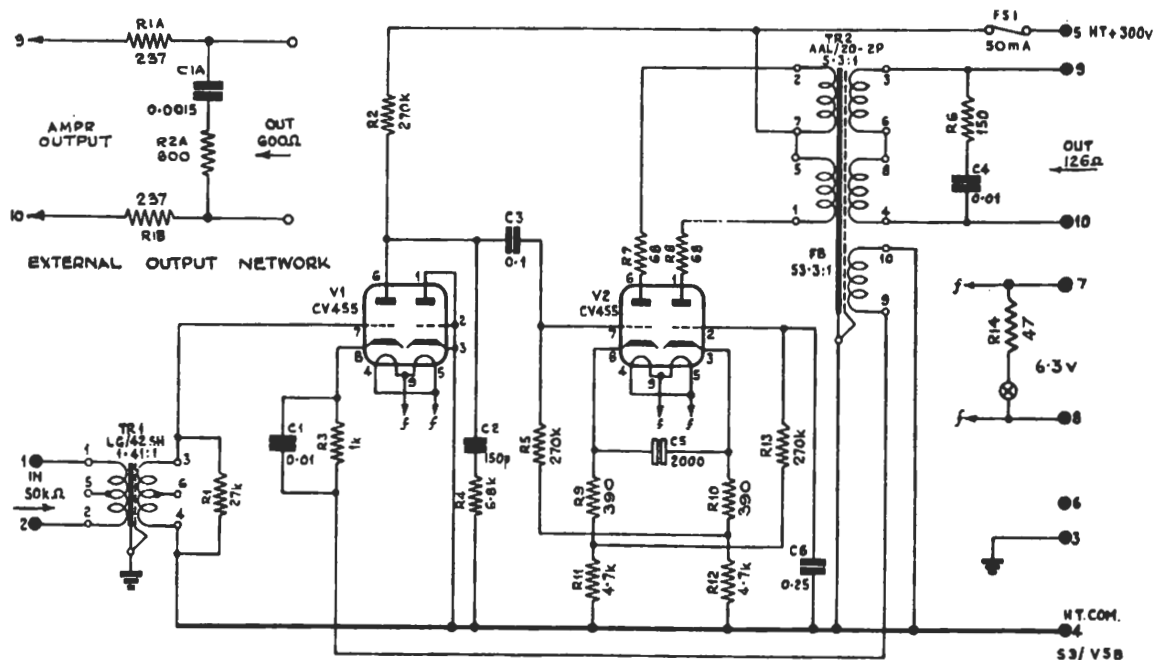 R1A
9
237
C1A
0.0015
AMPR
OUTPUT
R2A
800
OUT
600Ω
10
237
R1B
EXTERNAL OUTPUT NETWORK
R2
270k
FS1
50mA
5 HT+300V
TR2
AAL/20-2P
5.3:1
2
3
9
7
6
5
8
1
4
R6
150
C4
0.01
OUT
126Ω
10
C3
0.1
R7
68
R8
68
FB
53.3:1
10
9
V1
CV455
6
1
7
2
8
3
4
9
5
f
f
V2
CV455
6
1
7
2
8
3
4
9
5
f
f
f
7
R14
47
6.3V
f
8
C1
0.01
R3
1k
C2
150p
R4
6.8k
R5
270k
C5
2000
R13
270k
TR1
LG/42SH
1.41:1
1
1
3
IN
50kΩ
5
6
2
2
4
R1
27k
R9
390
R10
390
6
3
R11
4.7k
R12
4.7k
C6
0.25
H.T.COM.
4
S3/V5B